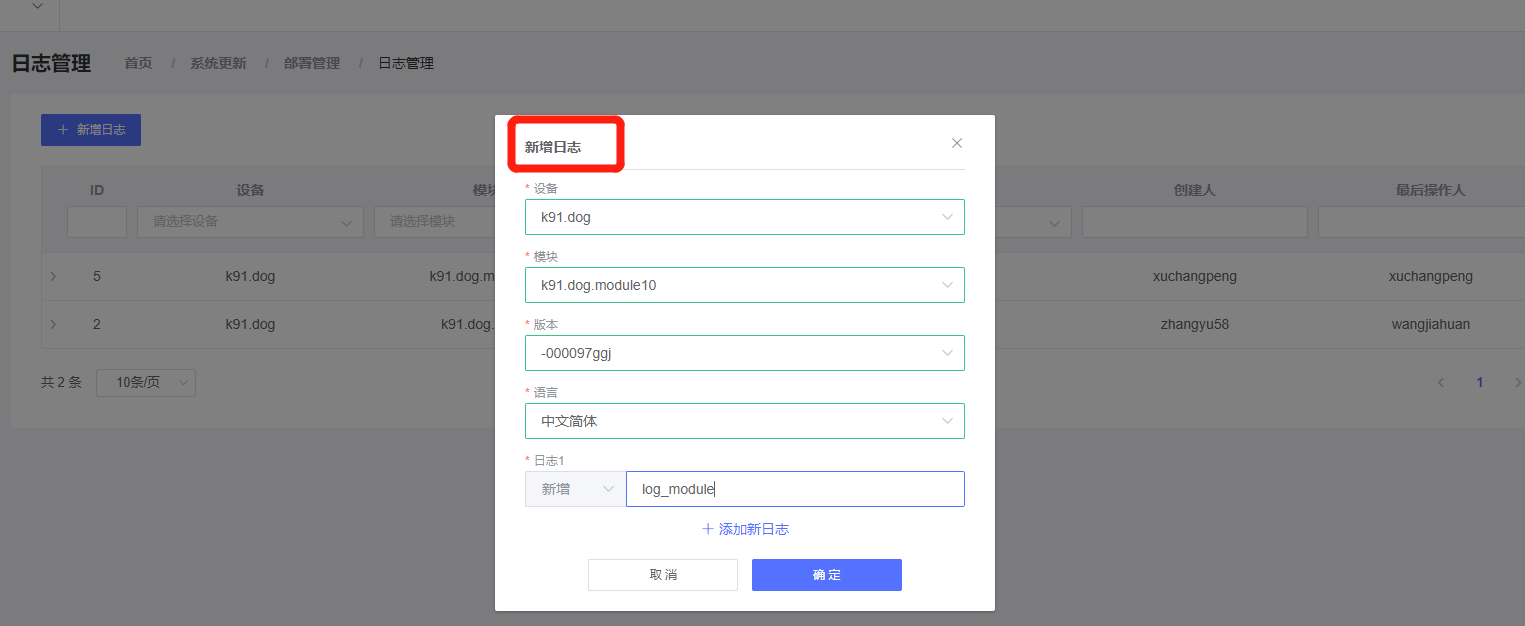 日志管理 首页 / 系统更新 / 部署管理 / 日志管理
+ 新增日志
ID 设备 创建人 最后操作人
请选择设备 请选择模块
5 k91.dog k91.dog.m xuchangpeng xuchangpeng
2 k91.dog k91.dog. zhangyu58 wangjiahuan
共 2 条 10条/页 1
新增日志
* 设备
k91.dog
* 模块
k91.dog.module10
* 版本
-000097ggj
* 语言
中文简体
* 日志1
新增 log_module
+ 添加新日志
取消 确定